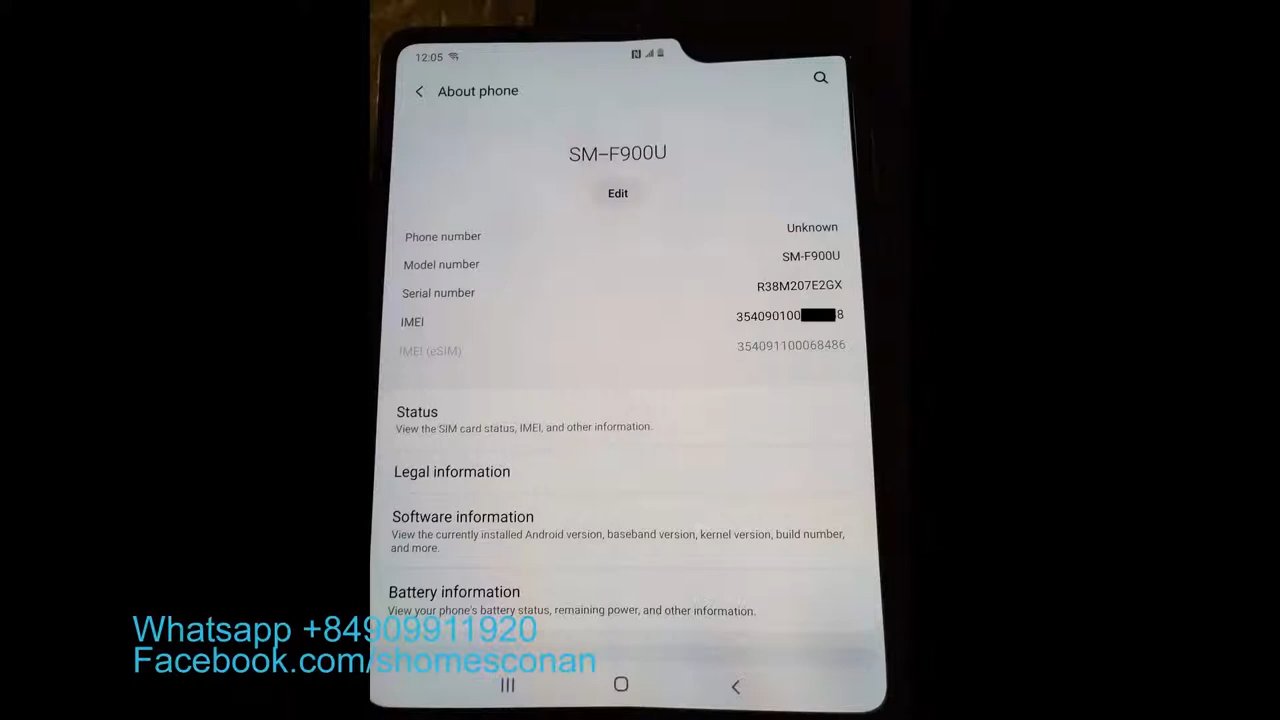 12:05
About phone
SM-F900U
Edit
Phone number Unknown
Model number SM-F900U
Serial number R38M207E2GX
IMEI 354090100 8
IMEI (eSIM) 354091100068486
Status
View the SIM card status, IMEI, and other information.
Legal information
Software information
View the currently installed Android version, baseband version, kernel version, build number,
and more.
Battery information
View your phone's battery status, remaining power, and other information.
Whatsapp +84909911920
Facebook.com/shomesconan